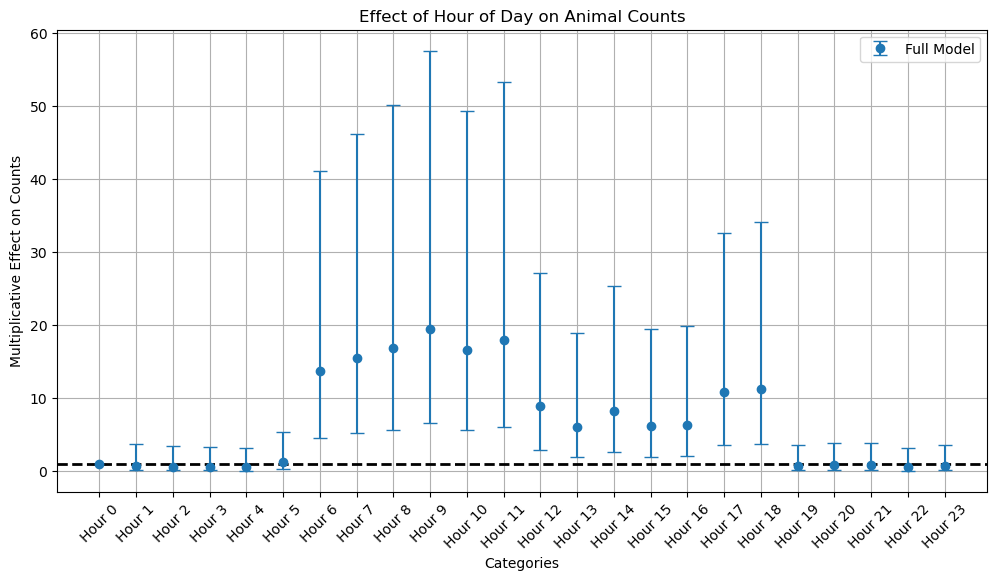 Effect of Hour of Day on Animal Counts
Full Model
Multiplicative Effect on Counts
60
50
40
30
20
10
0
Hour 0
Hour 1
Hour 2
Hour 3
Hour 4
Hour 5
Hour 6
Hour 7
Hour 8
Hour 9
Hour 10
Hour 11
Hour 12
Hour 13
Hour 14
Hour 15
Hour 16
Hour 17
Hour 18
Hour 19
Hour 20
Hour 21
Hour 22
Hour 23
Categories